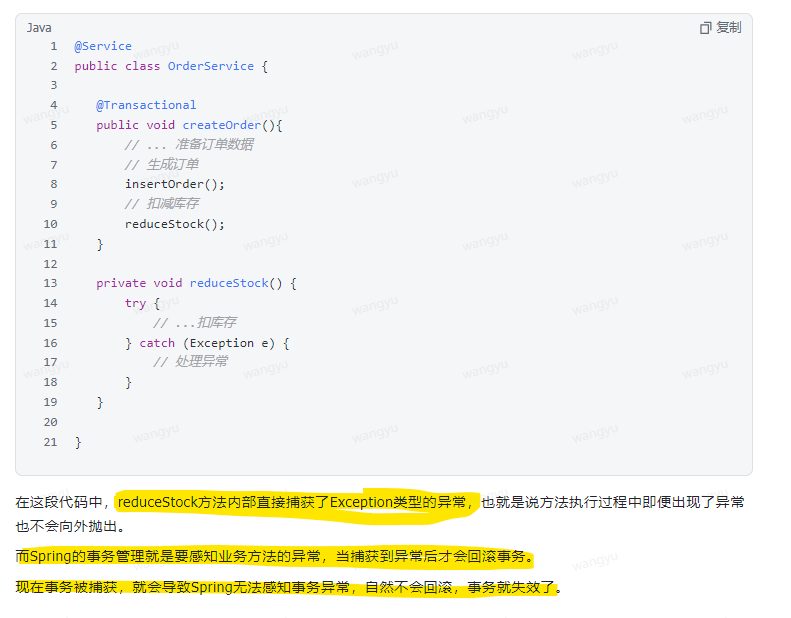 Java
复制
1 @Service
2 public class OrderService {
3
4 @Transactional
5 public void createOrder(){
6 // ... 准备订单数据
7 // 生成订单
8 insertOrder();
9 // 扣减库存
10 reduceStock();
11 }
12
13 private void reduceStock() {
14 try {
15 // ...扣库存
16 } catch (Exception e) {
17 // 处理异常
18 }
19 }
20
21 }
在这段代码中，reduceStock方法内部直接捕获了Exception类型的异常，也就是说方法执行过程中即便出现了异常
也不会向外抛出。
而Spring的事务管理就是要感知业务方法的异常，当捕获到异常后才会回滚事务。
现在事务被捕获，就会导致Spring无法感知事务异常，自然不会回滚，事务就失效了。
wangyu